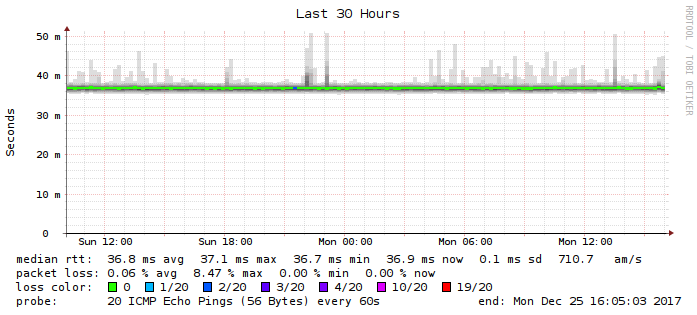 Last 30 Hours
RRDTOOL / TOBI OETIKER
Seconds
50 m
40 m
30 m
20 m
10 m
0
Sun 12:00 Sun 18:00 Mon 00:00 Mon 06:00 Mon 12:00
median rtt: 36.8 ms avg 37.1 ms max 36.7 ms min 36.9 ms now 0.1 ms sd 710.7 am/s
packet loss: 0.06 % avg 8.47 % max 0.00 % min 0.00 % now
loss color: 0 1/20 2/20 3/20 4/20 10/20 19/20
probe: 20 ICMP Echo Pings (56 Bytes) every 60s end: Mon Dec 25 16:05:03 2017